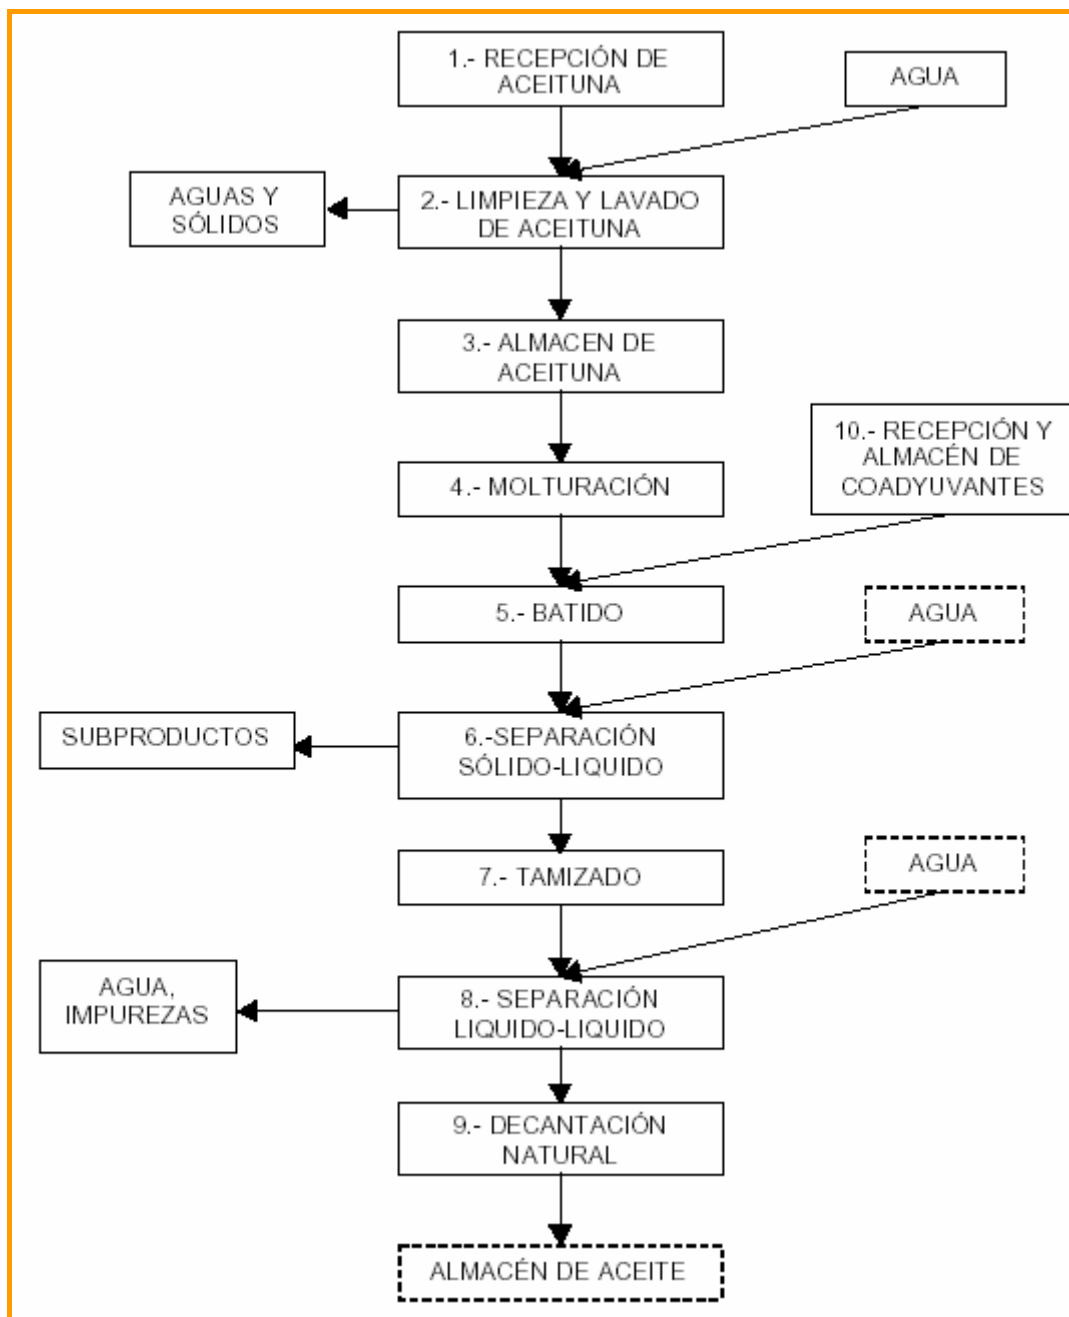 1.- RECEPCIÓN DE
ACEITUNA
AGUA
AGUAS Y
SÓLIDOS
2.- LIMPIEZA Y LAVADO
DE ACEITUNA
3.- ALMACEN DE
ACEITUNA
10.- RECEPCIÓN Y
ALMACÉN DE
COADYUVANTES
4.- MOLTURACIÓN
5.- BATIDO
AGUA
SUBPRODUCTOS
6.-SEPARACIÓN
SÓLIDO-LIQUIDO
7.- TAMIZADO
AGUA
AGUA,
IMPUREZAS
8.- SEPARACIÓN
LIQUIDO-LIQUIDO
9.- DECANTACIÓN
NATURAL
ALMACÉN DE ACEITE